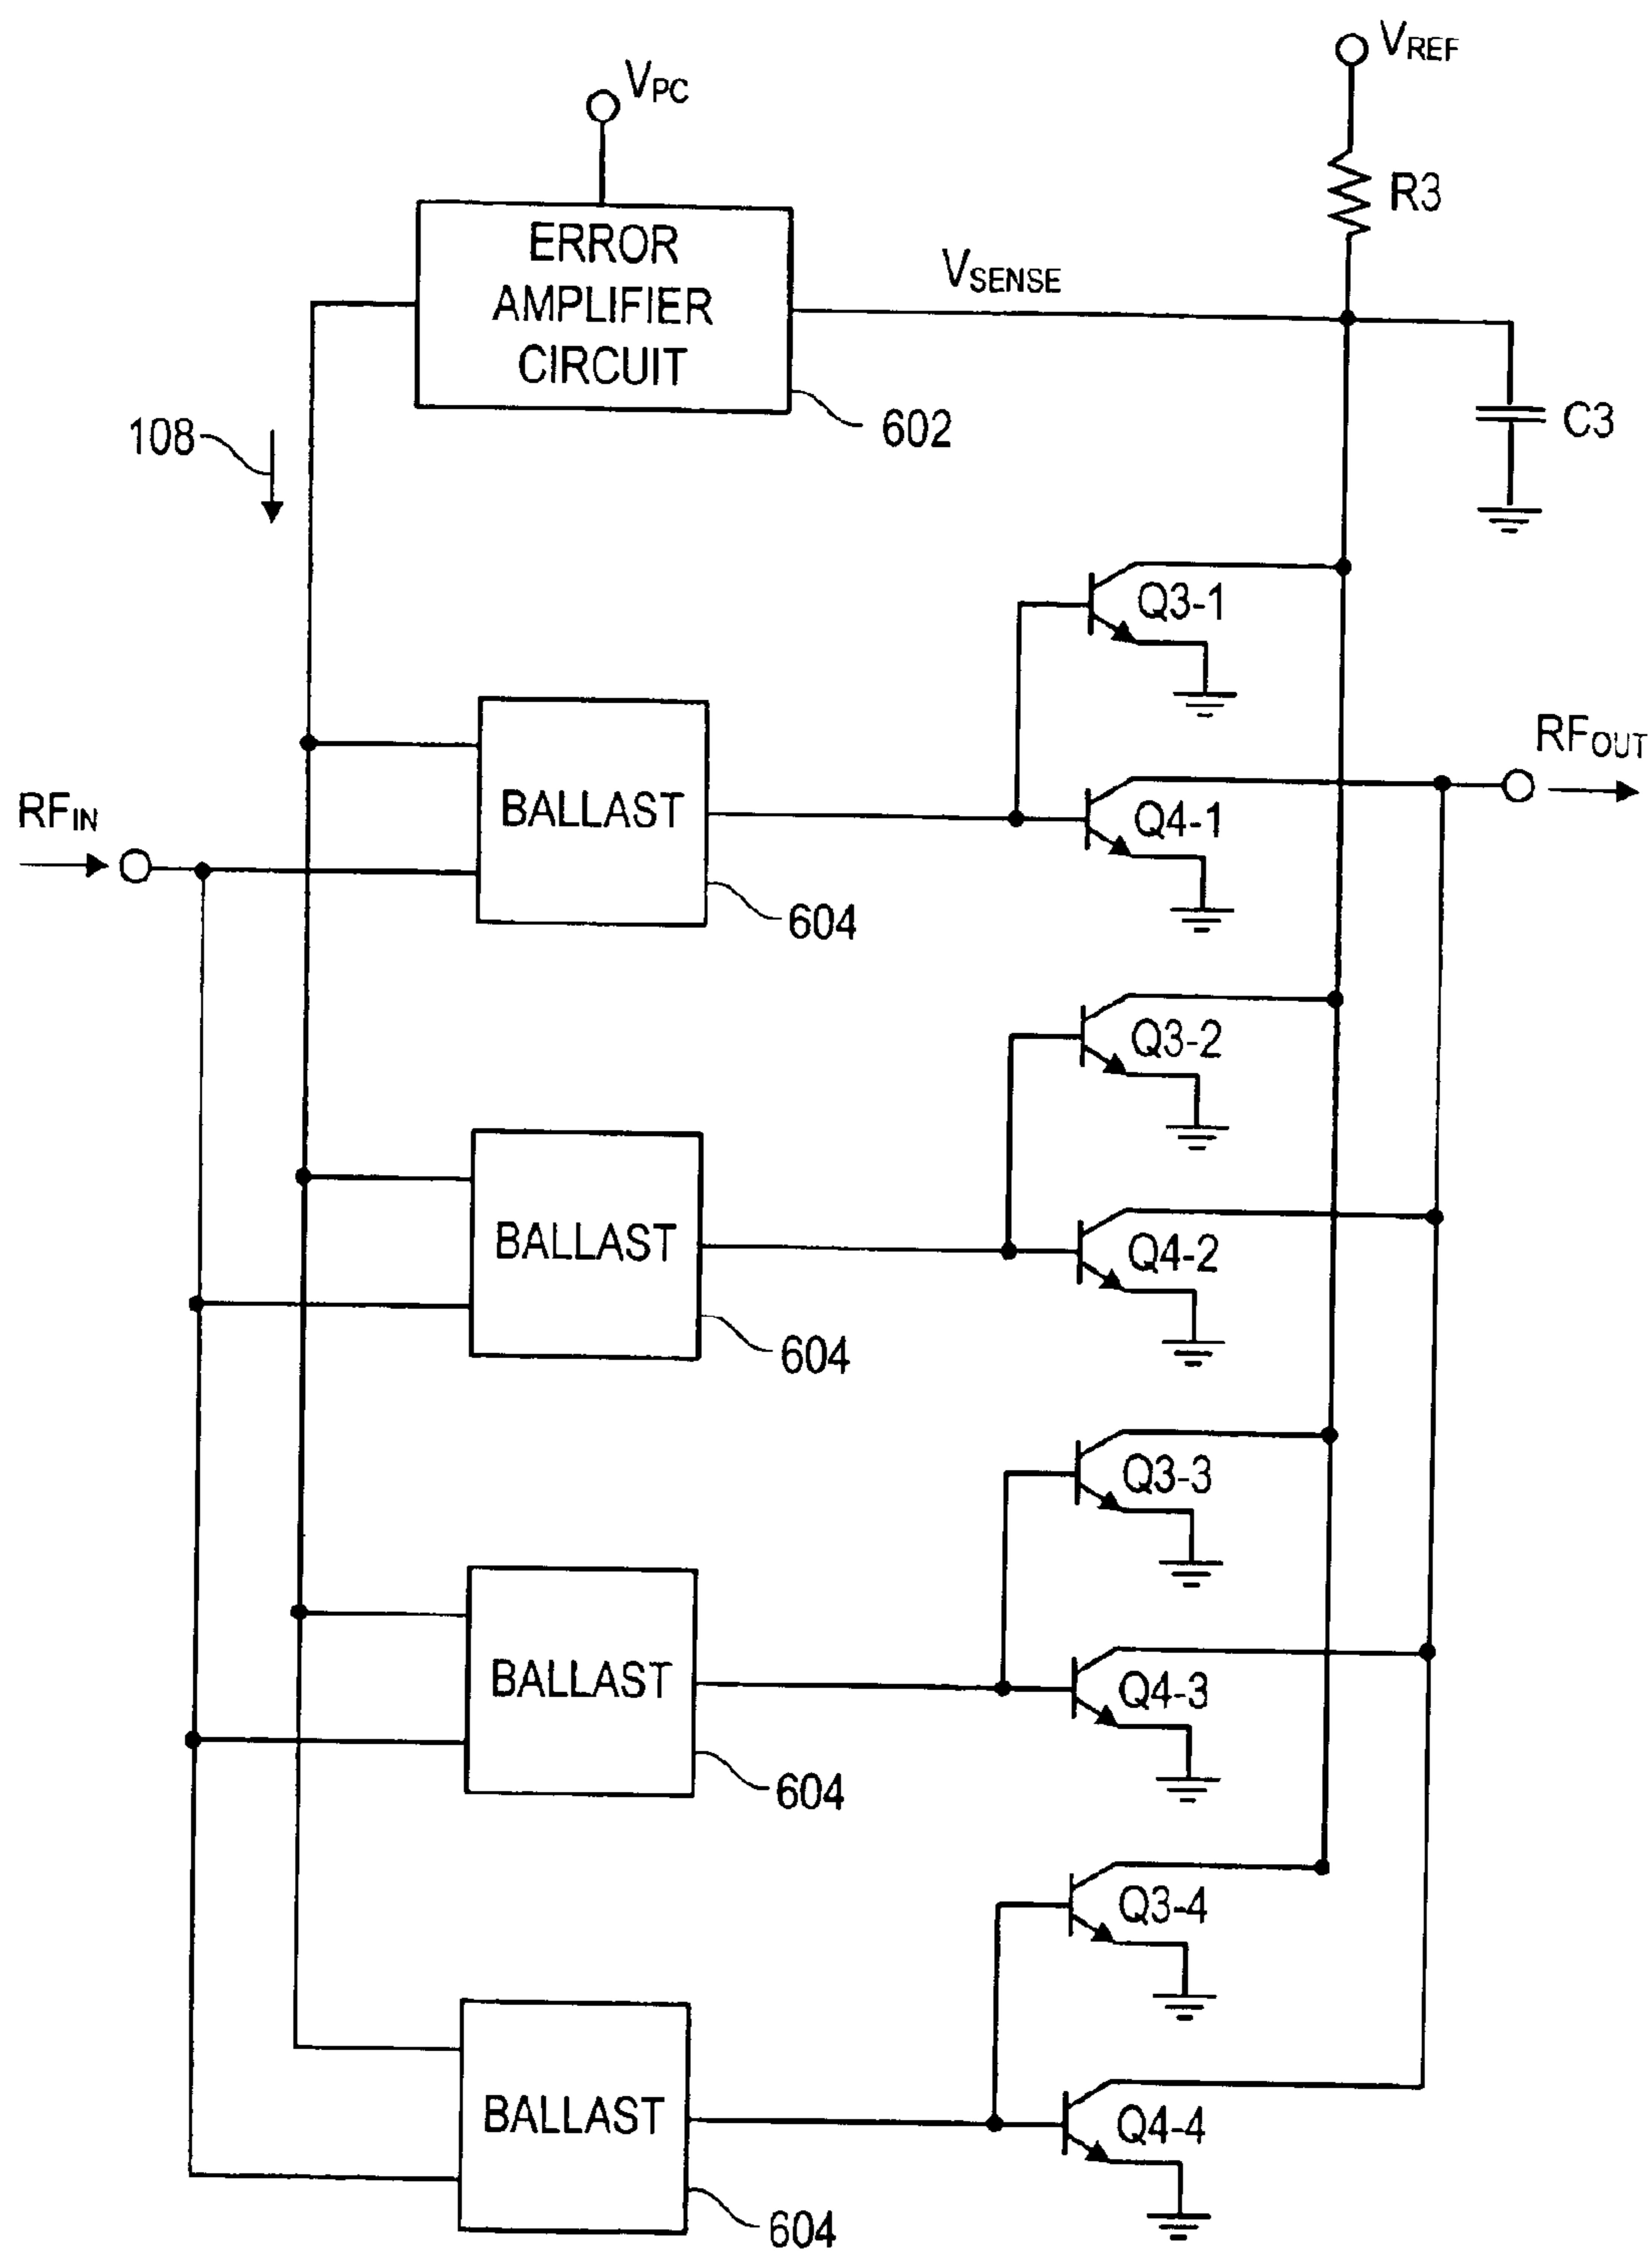 VREF
VPC
R3
ERROR
AMPLIFIER
CIRCUIT
VSENSE
602
C3
108
Q3-1
RFOUT
BALLAST
Q4-1
RFIN
604
Q3-2
BALLAST
Q4-2
604
Q3-3
BALLAST
Q4-3
604
Q3-4
BALLAST
Q4-4
604